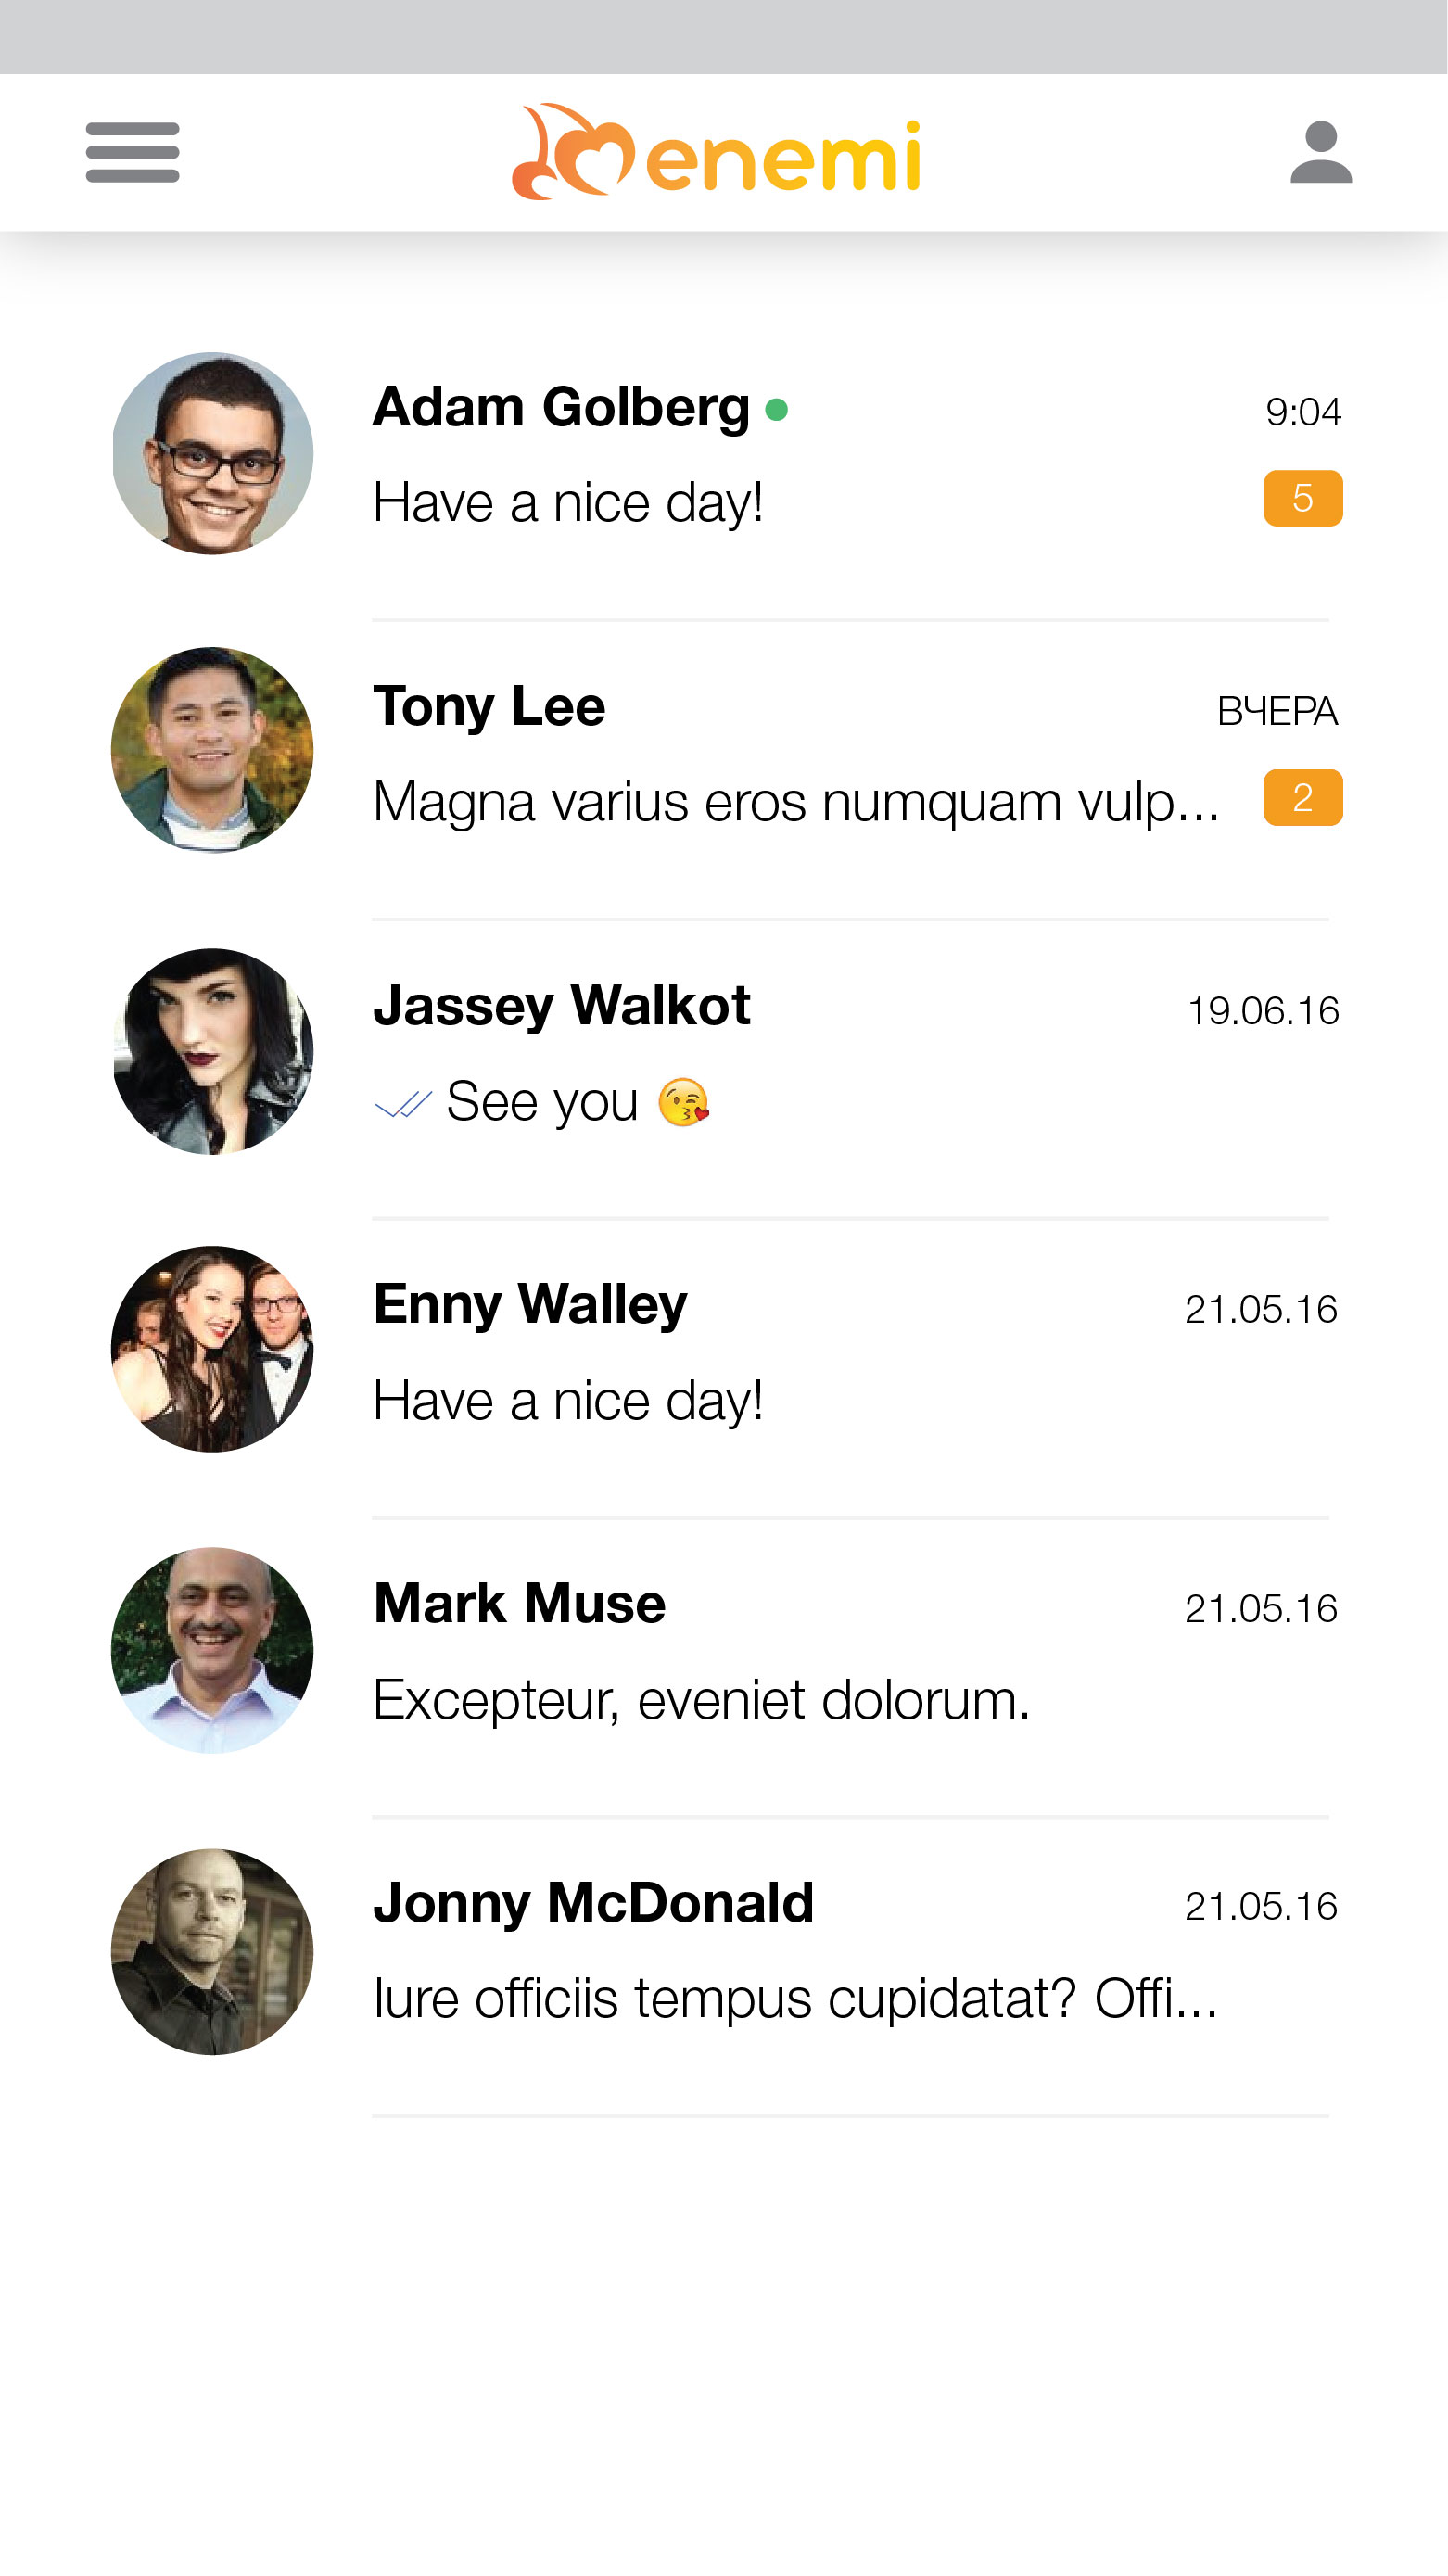 enemi
Adam Golberg 9:04
Have a nice day! 5
Tony Lee ВЧЕРА
Magna varius eros numquam vulp... 2
Jassey Walkot 19.06.16
See you 😘
Enny Walley 21.05.16
Have a nice day!
Mark Muse 21.05.16
Excepteur, eveniet dolorum.
Jonny McDonald 21.05.16
Iure officiis tempus cupidatat? Offi...